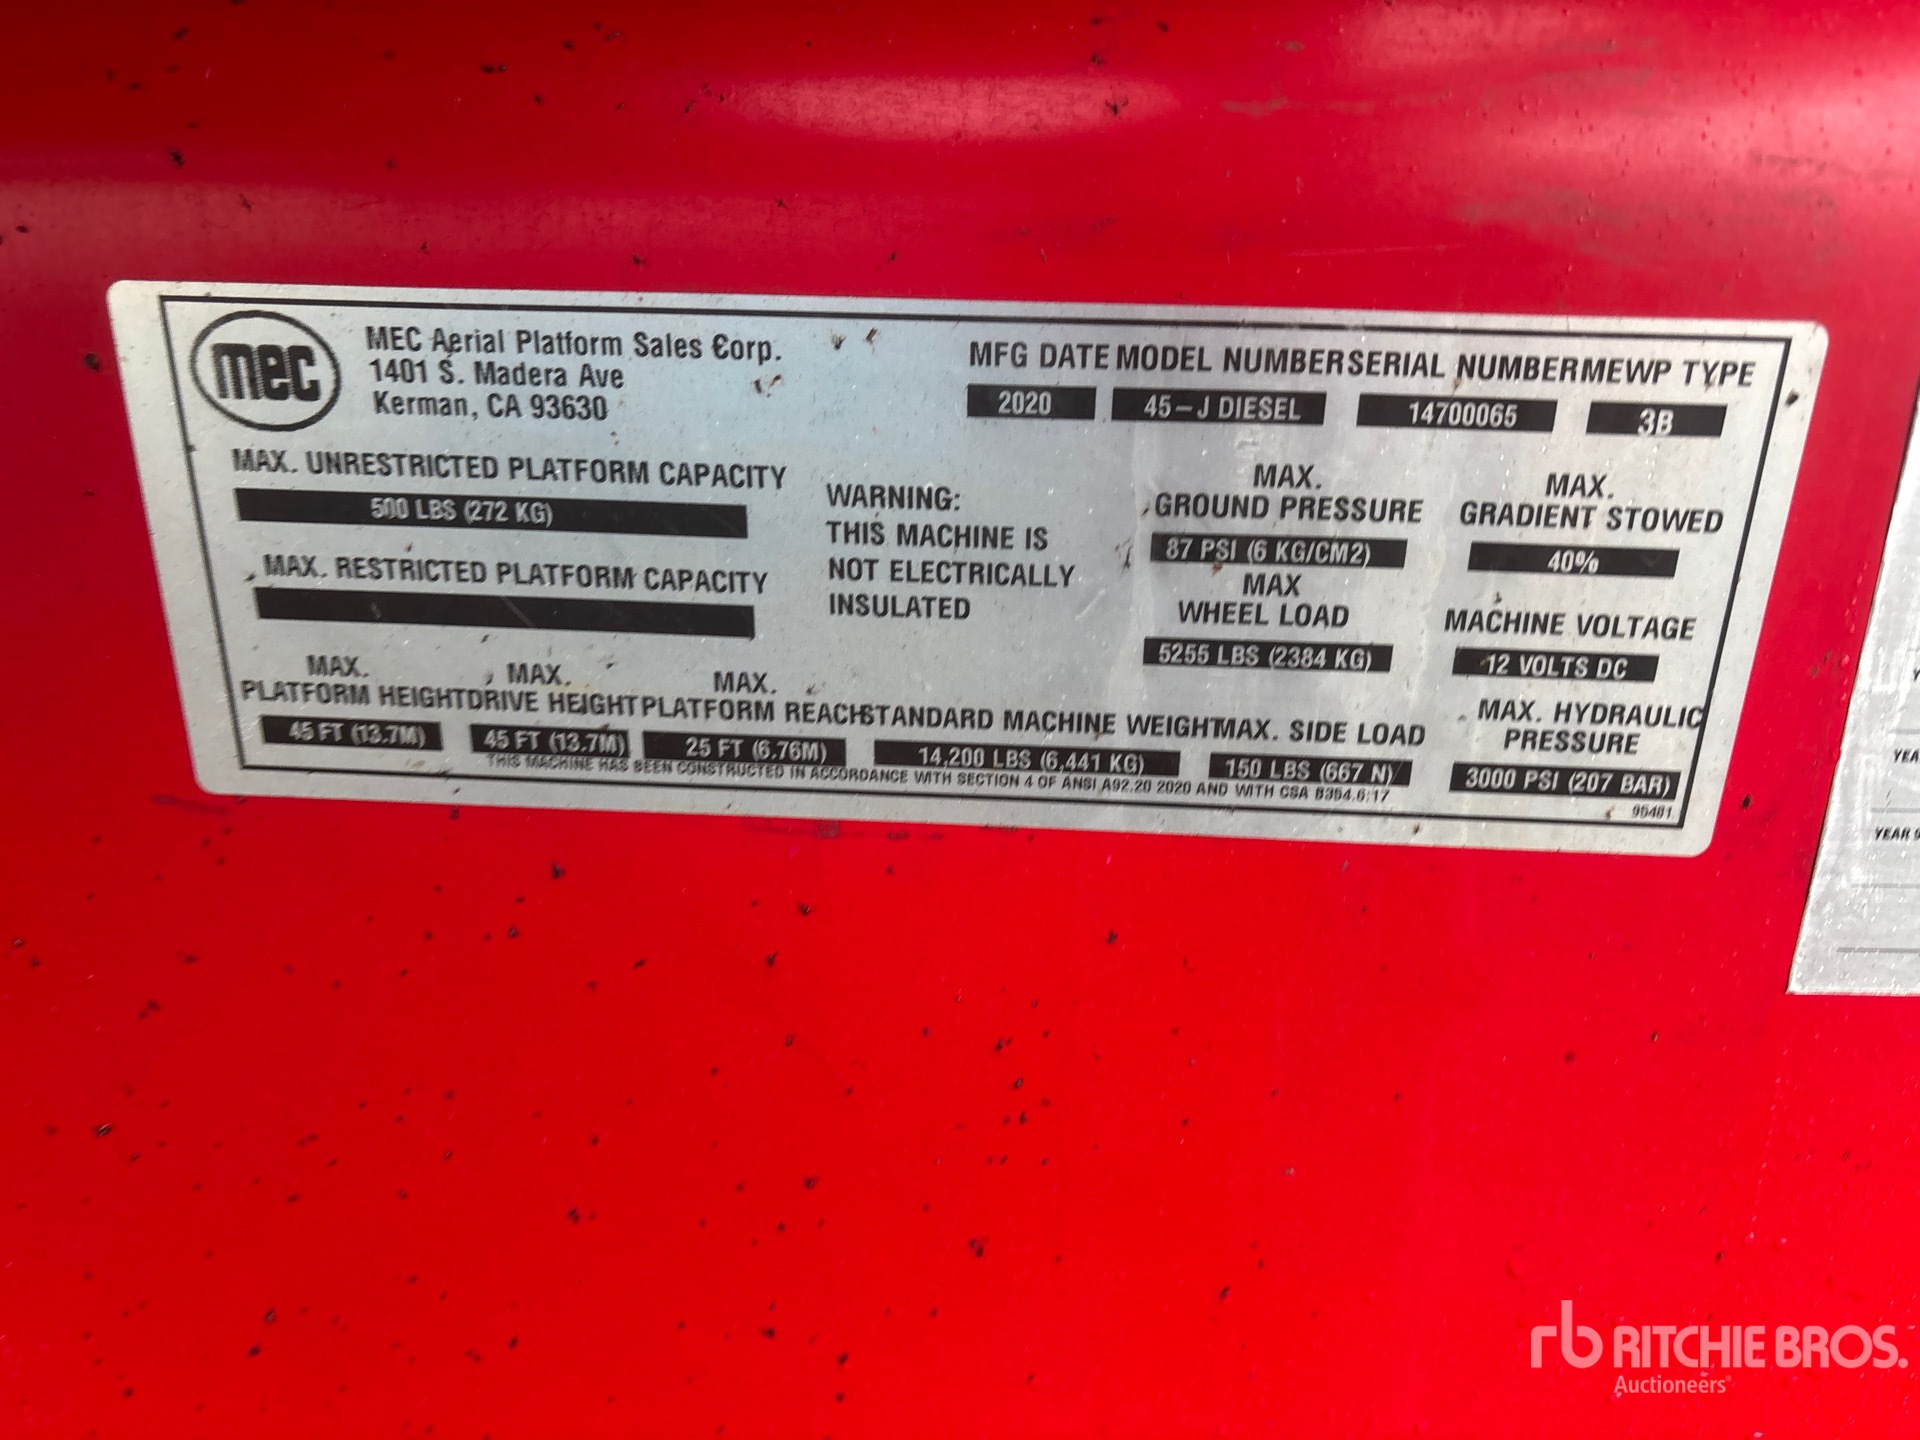 mec
MEC Aerial Platform Sales Corp.
1401 S. Madera Ave
Kerman, CA 93630
MFG DATE MODEL NUMBER SERIAL NUMBER MEWP TYPE
2020 45-J DIESEL 14700065 3B
MAX. UNRESTRICTED PLATFORM CAPACITY
500 LBS (272 KG)
MAX. RESTRICTED PLATFORM CAPACITY
WARNING:
THIS MACHINE IS
NOT ELECTRICALLY
INSULATED
MAX.
GROUND PRESSURE
87 PSI (6 KG/CM2)
MAX
WHEEL LOAD
5255 LBS (2384 KG)
MAX.
GRADIENT STOWED
40%
MACHINE VOLTAGE
12 VOLTS DC
MAX. HYDRAULIC
PRESSURE
3000 PSI (207 BAR)
MAX.
PLATFORM HEIGHT
45 FT (13.7M)
MAX.
DRIVE HEIGHT
45 FT (13.7M)
MAX.
PLATFORM REACH
25 FT (6.76M)
STANDARD MACHINE WEIGHT
14,200 LBS (6,441 KG)
MAX. SIDE LOAD
150 LBS (667 N)
THIS MACHINE HAS BEEN CONSTRUCTED IN ACCORDANCE WITH SECTION 4 OF ANSI A92.20 2020 AND WITH CSA B354.6:17
YEAR
rb RITCHIE BROS.
Auctioneers